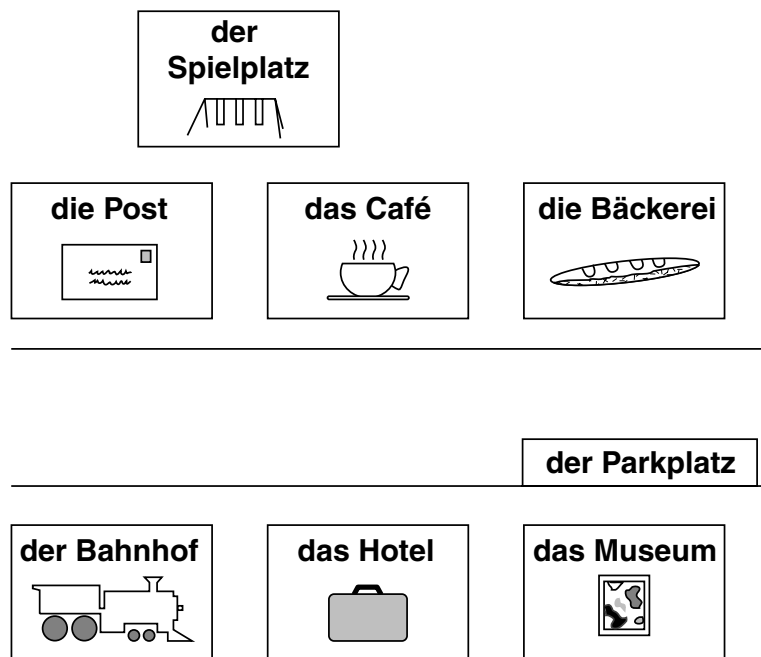 der
Spielplatz
die Post
das Café
die Bäckerei
der Parkplatz
der Bahnhof
das Hotel
das Museum